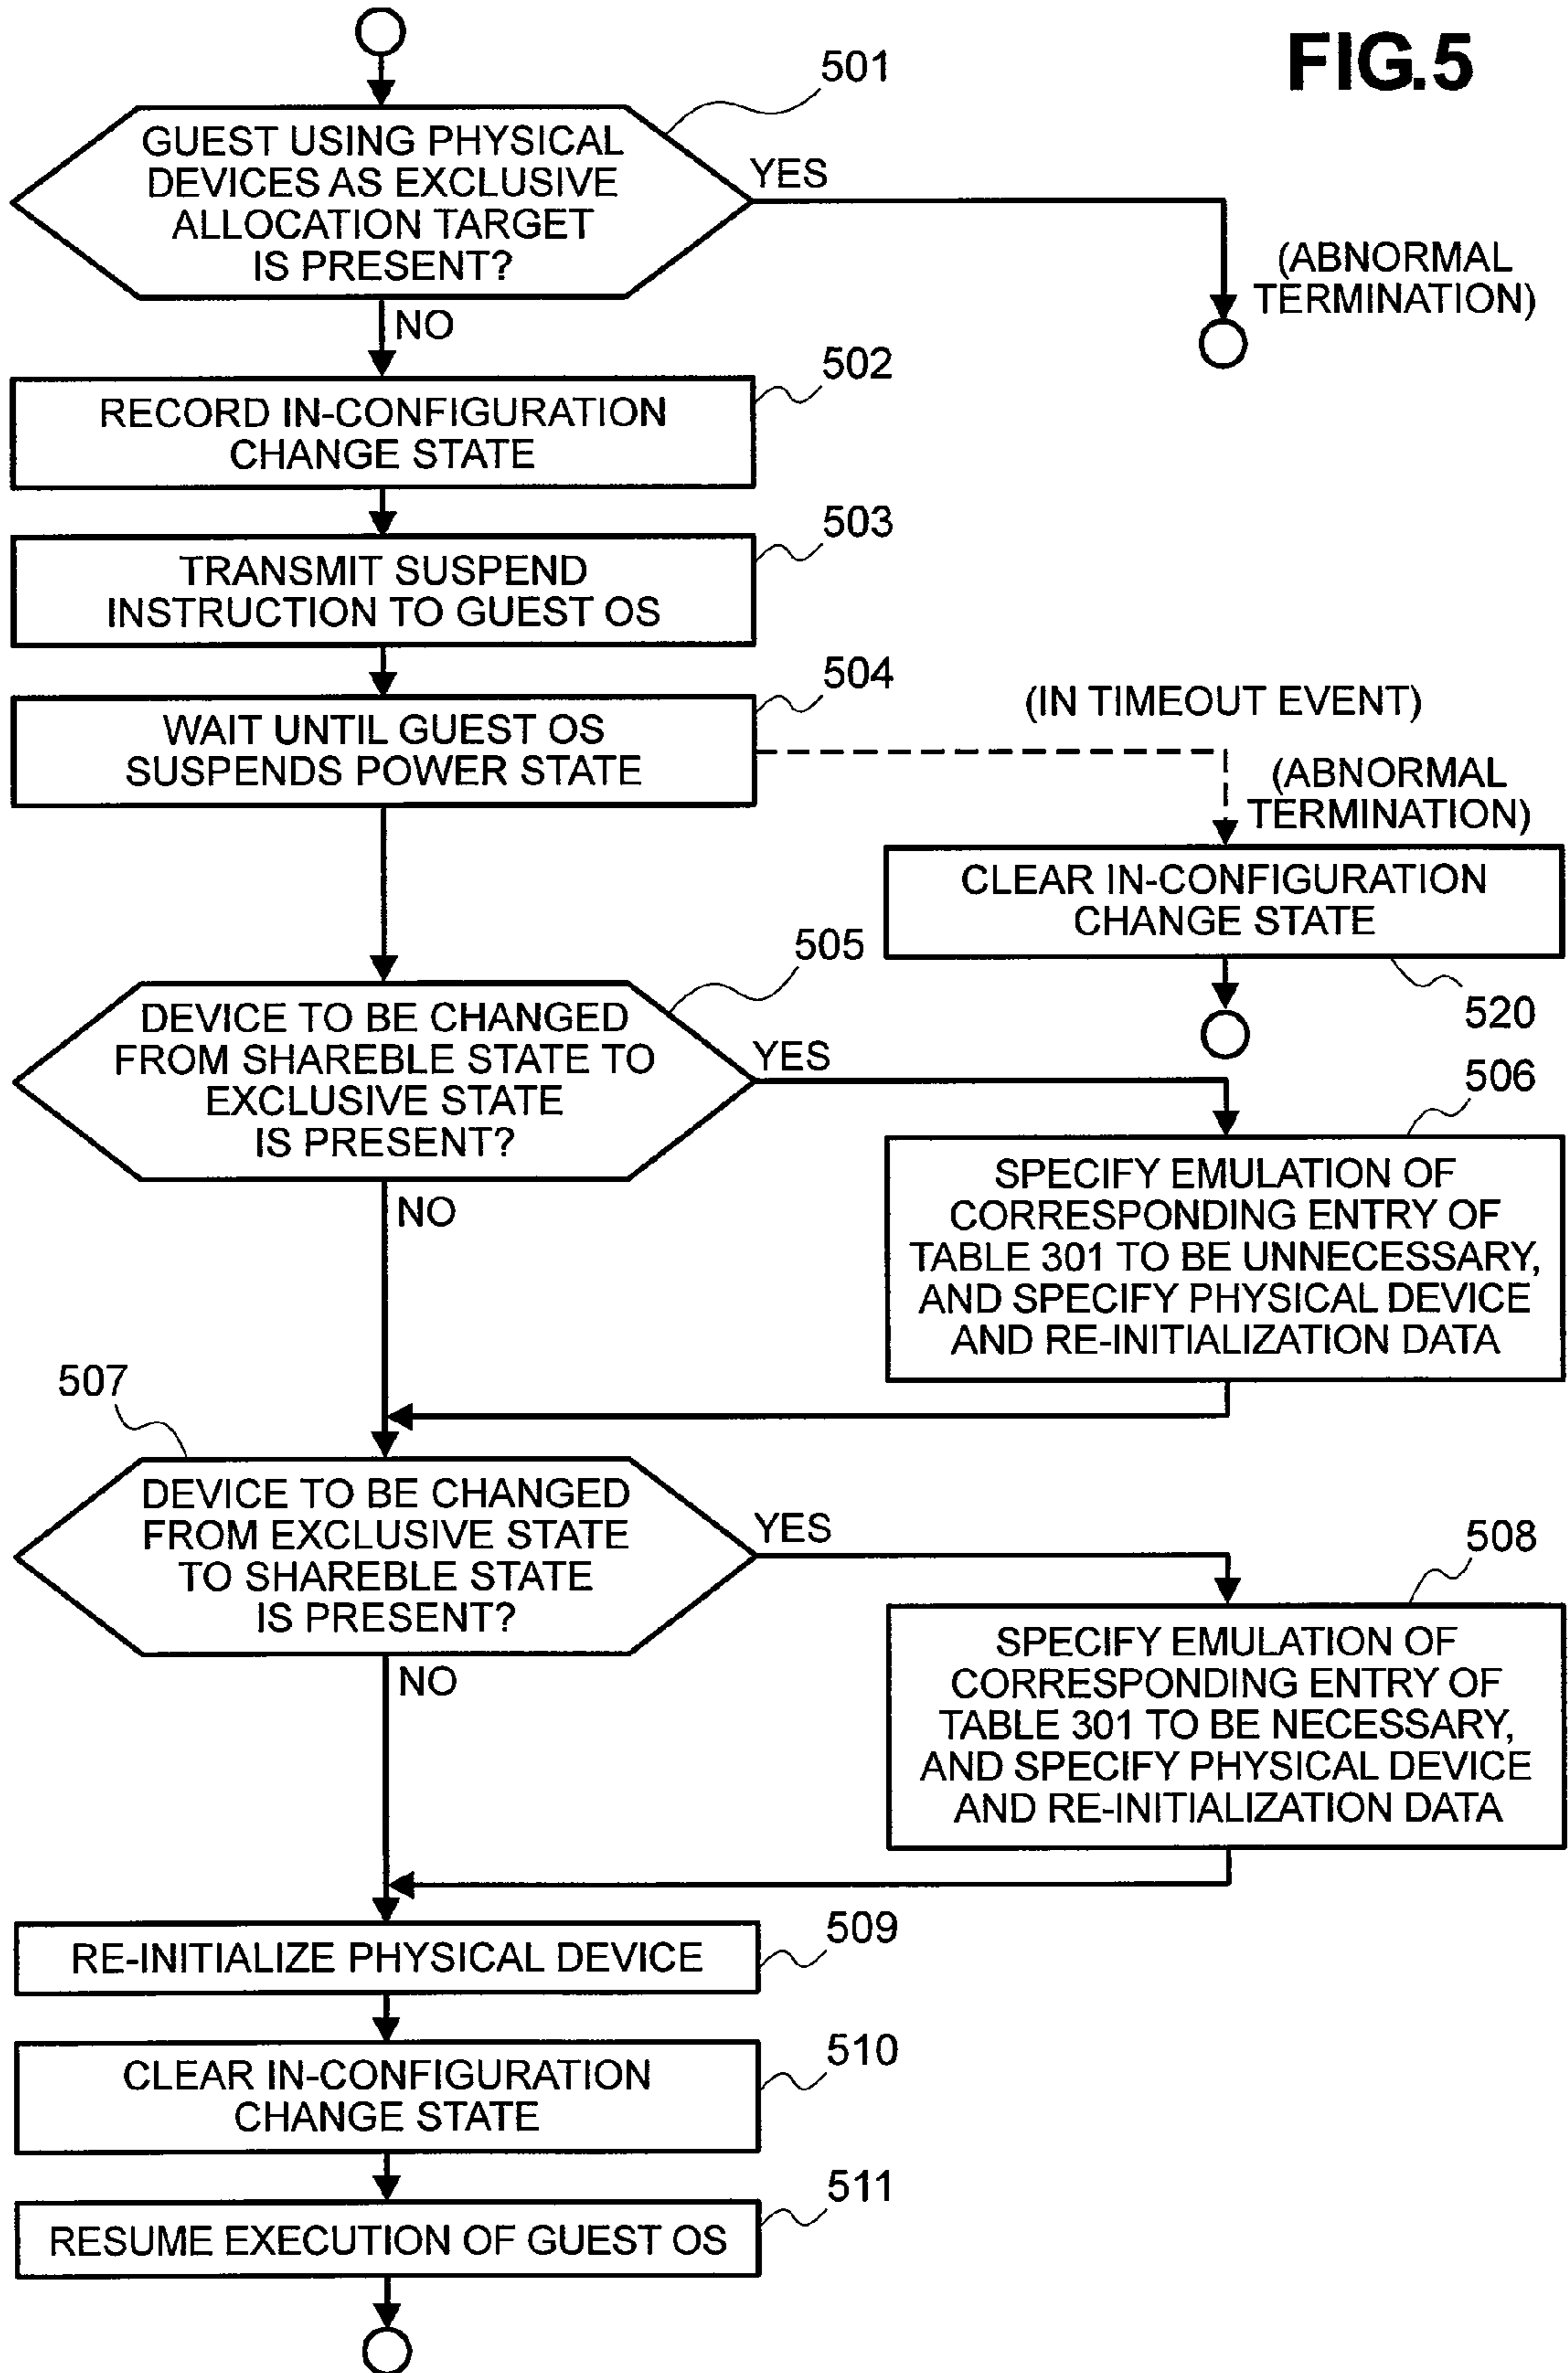 FIG.5
501
GUEST USING PHYSICAL
DEVICES AS EXCLUSIVE
ALLOCATION TARGET
IS PRESENT?
YES
(ABNORMAL
TERMINATION)
NO
502
RECORD IN-CONFIGURATION
CHANGE STATE
503
TRANSMIT SUSPEND
INSTRUCTION TO GUEST OS
504
WAIT UNTIL GUEST OS
SUSPENDS POWER STATE
(IN TIMEOUT EVENT)
(ABNORMAL
TERMINATION)
CLEAR IN-CONFIGURATION
CHANGE STATE
520
505
DEVICE TO BE CHANGED
FROM SHAREBLE STATE TO
EXCLUSIVE STATE
IS PRESENT?
YES
NO
506
SPECIFY EMULATION OF
CORRESPONDING ENTRY OF
TABLE 301 TO BE UNNECESSARY,
AND SPECIFY PHYSICAL DEVICE
AND RE-INITIALIZATION DATA
507
DEVICE TO BE CHANGED
FROM EXCLUSIVE STATE
TO SHAREBLE STATE
IS PRESENT?
YES
NO
508
SPECIFY EMULATION OF
CORRESPONDING ENTRY OF
TABLE 301 TO BE NECESSARY,
AND SPECIFY PHYSICAL DEVICE
AND RE-INITIALIZATION DATA
509
RE-INITIALIZE PHYSICAL DEVICE
510
CLEAR IN-CONFIGURATION
CHANGE STATE
511
RESUME EXECUTION OF GUEST OS